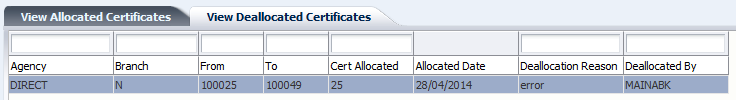 View Allocated Certificates View Deallocated Certificates
Agency Branch From To Cert Allocated Allocated Date Deallocation Reason Deallocated By
DIRECT N 100025 100049 25 28/04/2014 error MAINABK